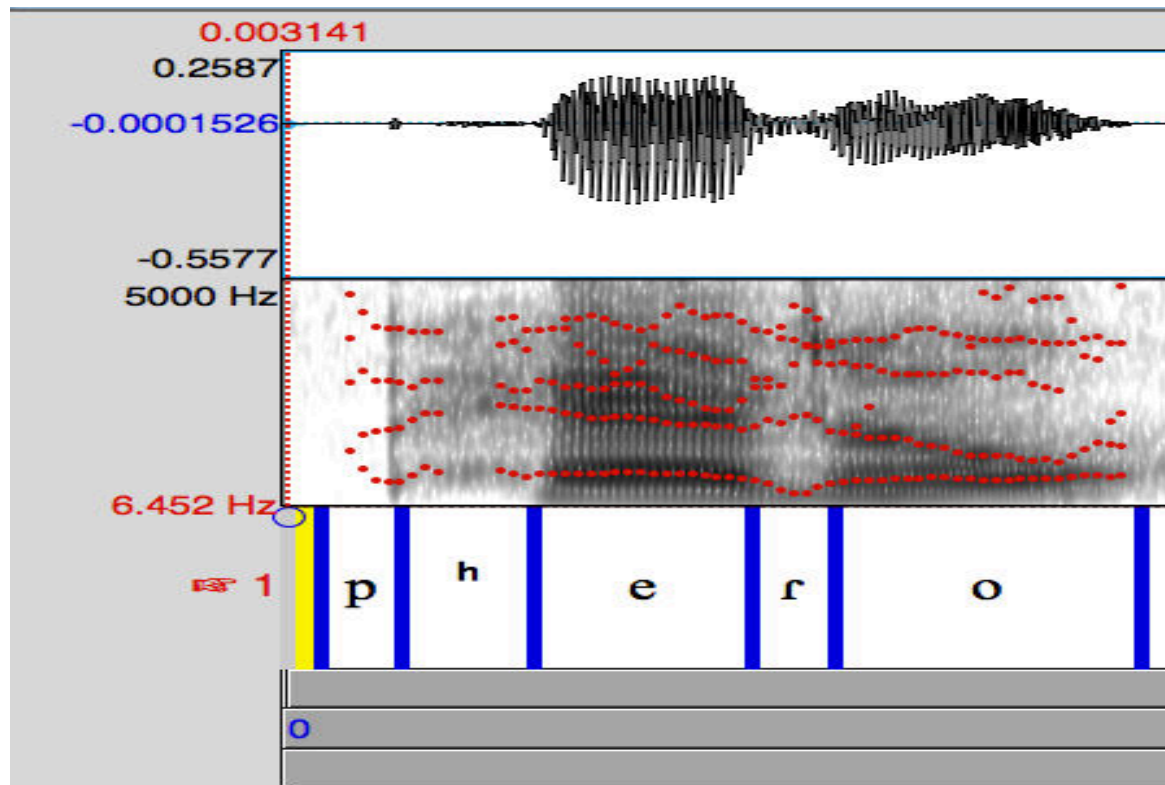 0.003141
0.2587
-0.0001526
-0.5577
5000 Hz
6.452 Hz
☞ 1 p ʰ e ɾ o
0